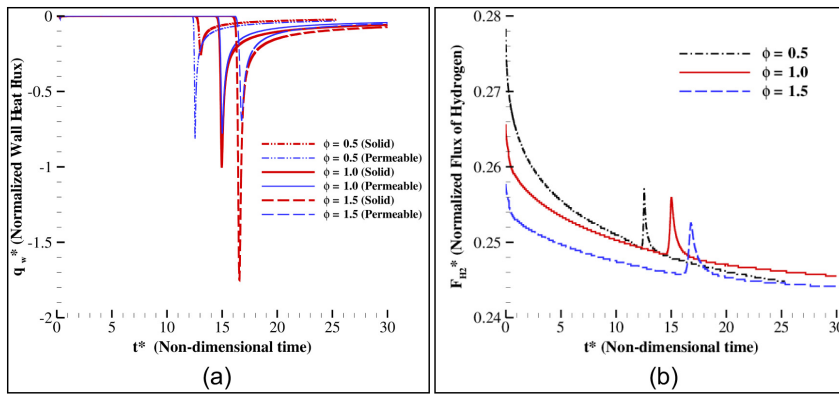 0
-0.5
-1
-1.5
-2
q_w* (Normalized Wall Heat Flux)
ϕ = 0.5 (Solid)
ϕ = 0.5 (Permeable)
ϕ = 1.0 (Solid)
ϕ = 1.0 (Permeable)
ϕ = 1.5 (Solid)
ϕ = 1.5 (Permeable)
0 5 10 15 20 25 30
t* (Non-dimensional time)
(a)
0.28
0.27
0.26
0.25
0.24
F_H2* (Normalized Flux of Hydrogen)
ϕ = 0.5
ϕ = 1.0
ϕ = 1.5
0 5 10 15 20 25 30
t* (Non-dimensional time)
(b)